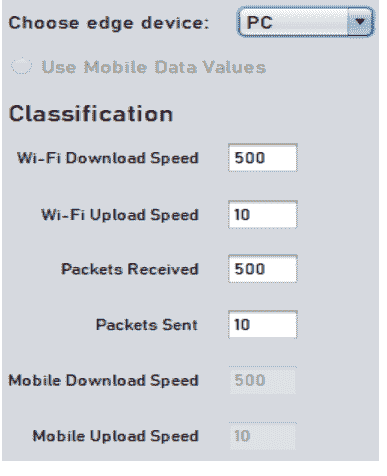 Choose edge device: PC
Use Mobile Data Values
Classification
Wi-Fi Download Speed 500
Wi-Fi Upload Speed 10
Packets Received 500
Packets Sent 10
Mobile Download Speed 500
Mobile Upload Speed 10